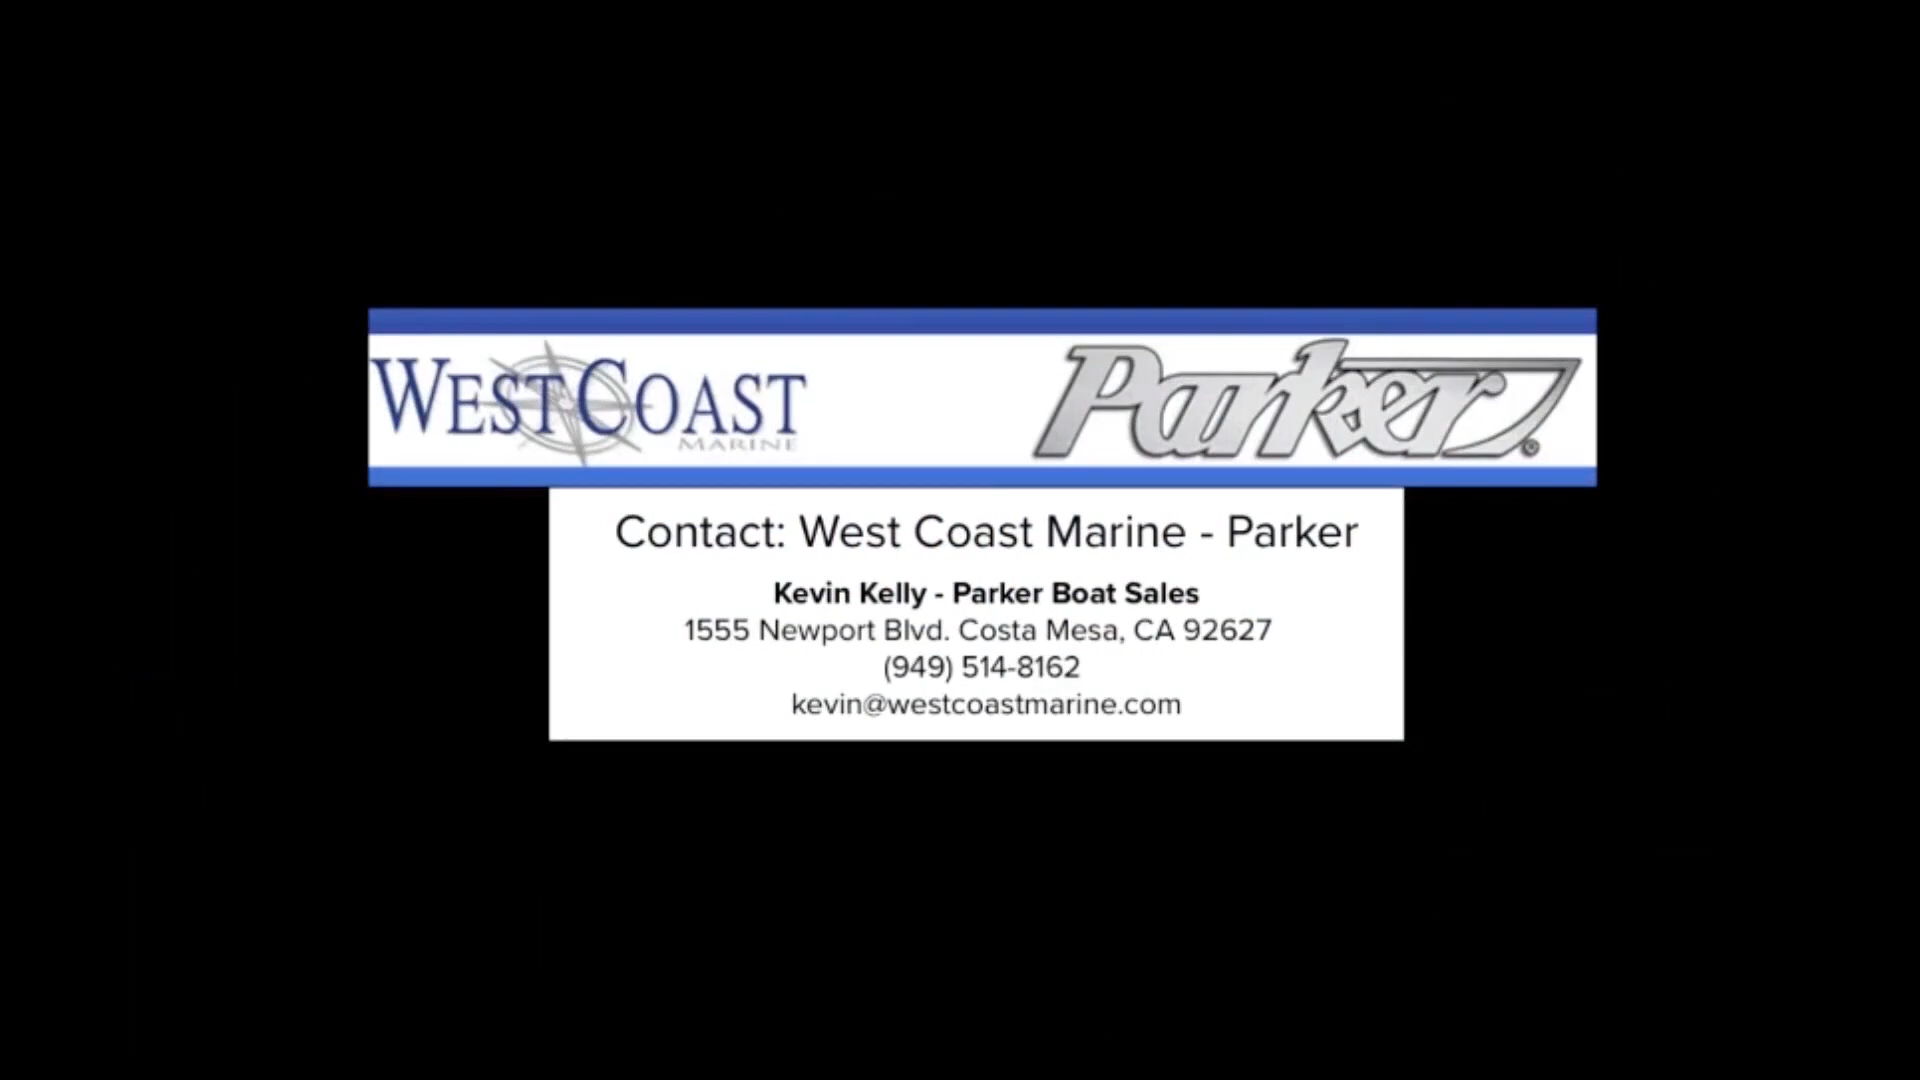 WEST COAST
MARINE
Parker®
Contact: West Coast Marine - Parker
Kevin Kelly - Parker Boat Sales
1555 Newport Blvd. Costa Mesa, CA 92627
(949) 514-8162
kevin@westcoastmarine.com